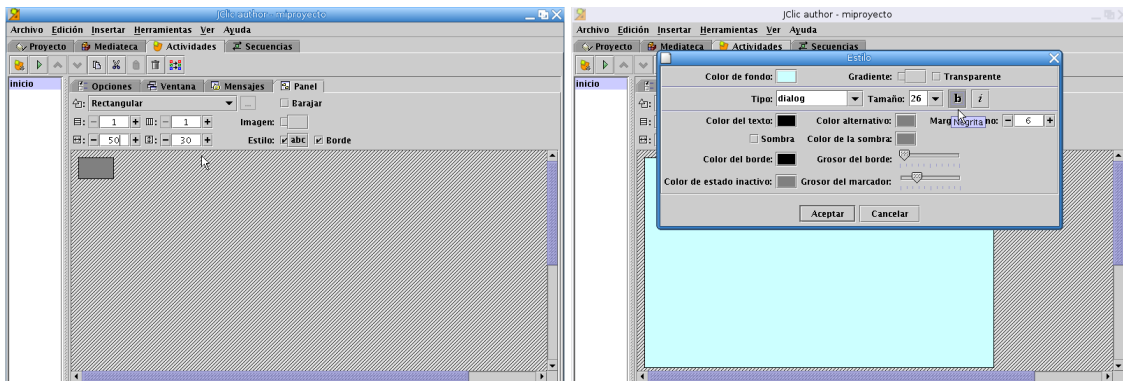 JClic author - miproyecto
Archivo Edición Insertar Herramientas Ver Ayuda
Proyecto Mediateca Actividades Secuencias
inicio
Opciones Ventana Mensajes Panel
Rectangular ... Barajar
1 1 Imagen:
50 30 Estilo: abc Borde
JClic author - miproyecto
Archivo Edición Insertar Herramientas Ver Ayuda
Proyecto Mediateca Actividades Secuencias
inicio
Estilo
Color de fondo: Gradiente: Transparente
Tipo: dialog Tamaño: 26 b i
Color del texto: Color alternativo: no: 6
Negrita
Sombra Color de la sombra:
Color del borde: Grosor del borde:
Color de estado inactivo: Grosor del marcador:
Aceptar Cancelar